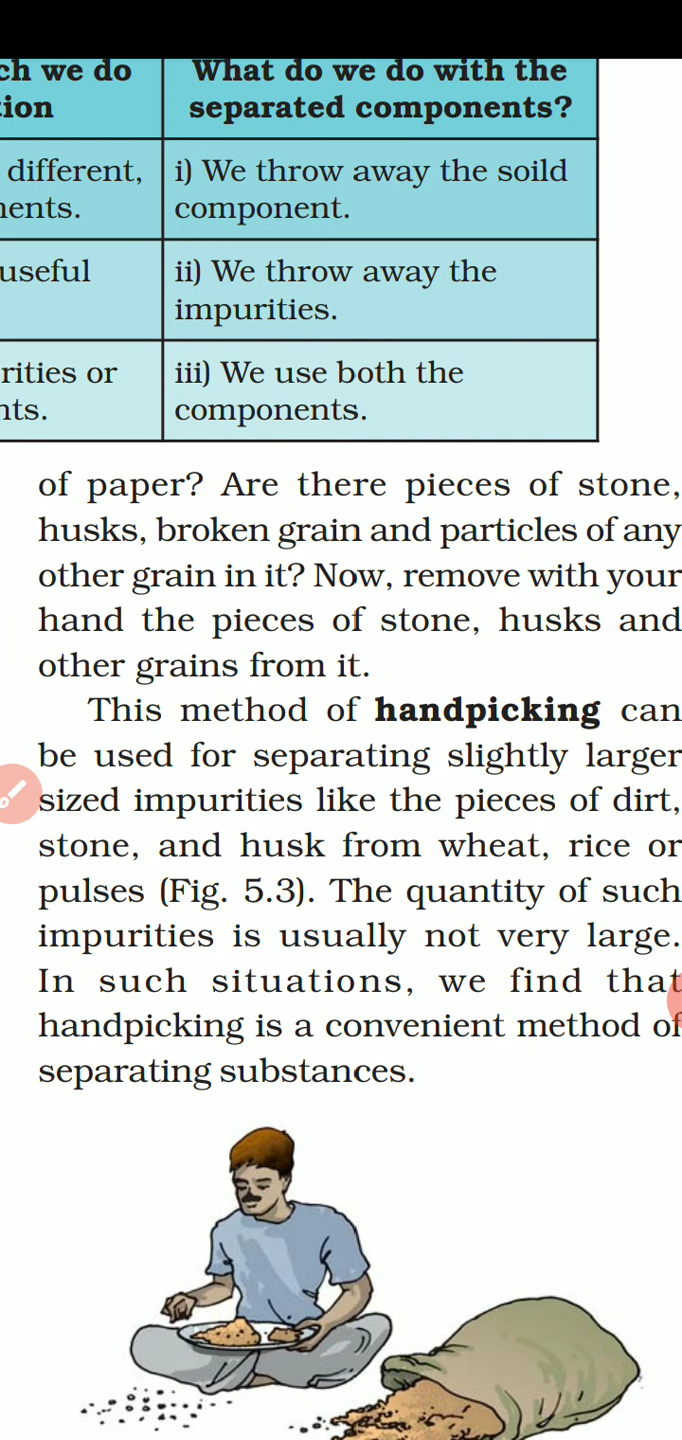 ch we do
tion
What do we do with the
separated components?
different,
nents.
i) We throw away the soild
component.
useful
ii) We throw away the
impurities.
rities or
nts.
iii) We use both the
components.
of paper? Are there pieces of stone,
husks, broken grain and particles of any
other grain in it? Now, remove with your
hand the pieces of stone, husks and
other grains from it.
This method of handpicking can
be used for separating slightly larger
sized impurities like the pieces of dirt,
stone, and husk from wheat, rice or
pulses (Fig. 5.3). The quantity of such
impurities is usually not very large.
In such situations, we find that
handpicking is a convenient method of
separating substances.